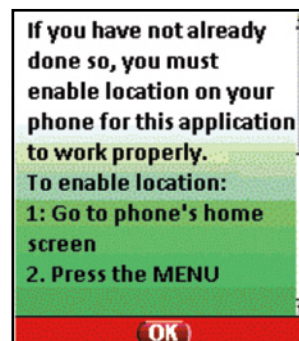 If you have not already
done so, you must
enable location on your
phone for this application
to work properly.
To enable location:
1: Go to phone's home
screen
2. Press the MENU
OK